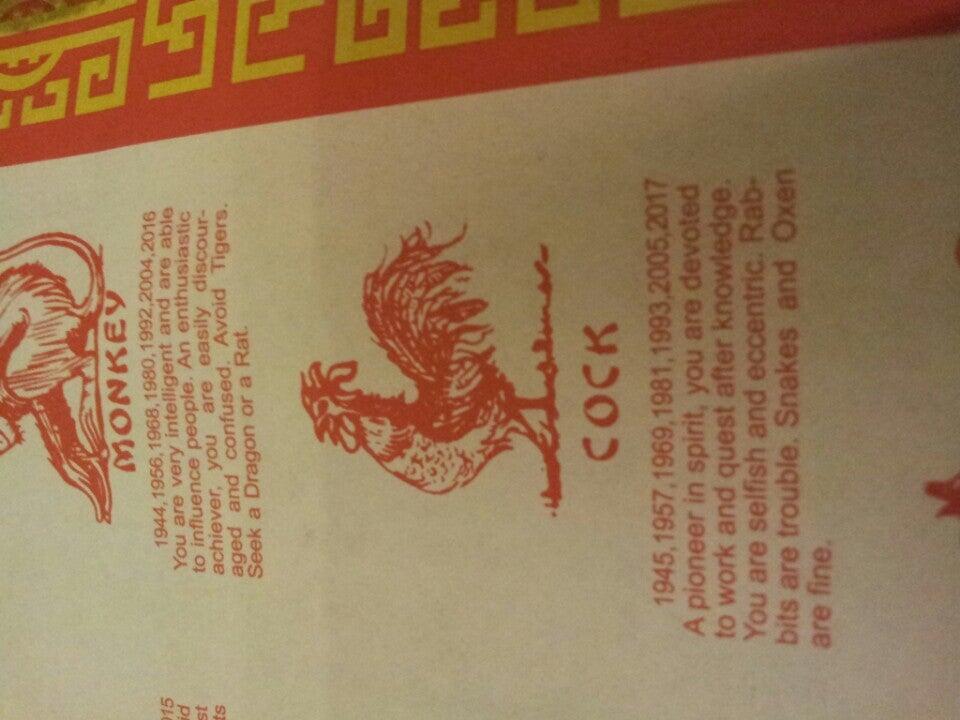 MONKEY
1944,1956,1968,1980,1992,2004,2016
You are very intelligent and are able
to influence people. An enthusiastic
achiever, you are easily discour-
aged and confused. Avoid Tigers.
Seek a Dragon or a Rat.
COCK
1945,1957,1969,1981,1993,2005,2017
A pioneer in spirit, you are devoted
to work and quest after knowledge.
You are selfish and eccentric. Rab-
bits are trouble. Snakes and Oxen
are fine.